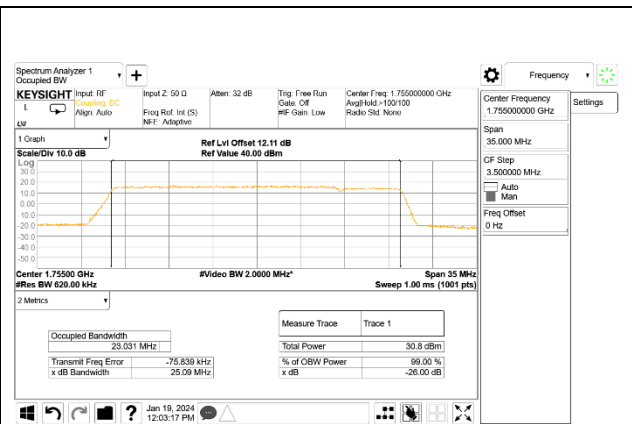 Spectrum Analyzer 1
Occupied BW
+
Frequency
KEYSIGHT Input: RF Input Z: 50 Ω Atten: 32 dB Trig: Free Run Center Freq: 1.755000000 GHz
L Coupling: DC Gate: Off Avg|Hold:>100/100
Align: Auto Freq Ref: Int (S) #IF Gain: Low Radio Std: None
NFE: Adaptive
Center Frequency
1.755000000 GHz
Settings
Span
35.000 MHz
CF Step
3.500000 MHz
Auto
Man
Freq Offset
0 Hz
1 Graph
Ref Lvl Offset 12.11 dB
Scale/Div 10.0 dB Ref Value 40.00 dBm
Log
30.0
20.0
10.0
0.00
-10.0
-20.0
-30.0
-40.0
-50.0
Center 1.75500 GHz #Video BW 2.0000 MHz* Span 35 MHz
#Res BW 620.00 kHz Sweep 1.00 ms (1001 pts)
2 Metrics
Measure Trace Trace 1
Occupied Bandwidth
23.031 MHz Total Power 30.8 dBm
Transmit Freq Error -75.839 kHz % of OBW Power 99.00 %
x dB Bandwidth 25.09 MHz x dB -26.00 dB
? Jan 19, 2024
12:03:17 PM